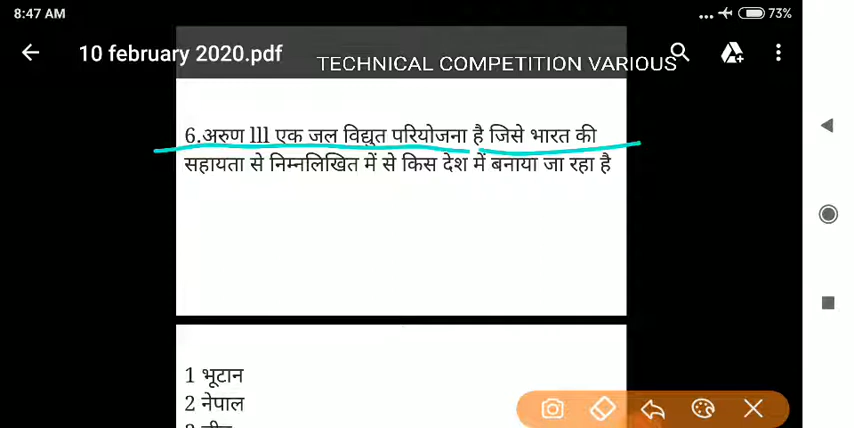 8:47 AM
73%
10 february 2020.pdf
TECHNICAL COMPETITION VARIOUS
6.अरुण lll एक जल विद्युत परियोजना है जिसे भारत की
सहायता से निम्नलिखित में से किस देश में बनाया जा रहा है
1 भूटान
2 नेपाल